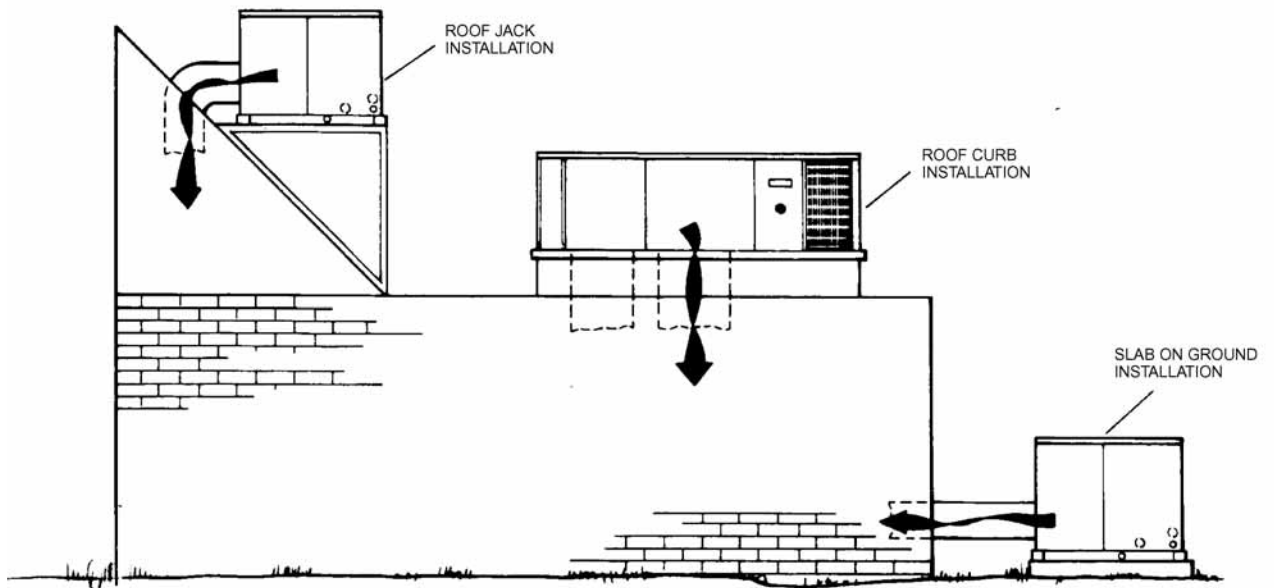 ROOF JACK
INSTALLATION
ROOF CURB
INSTALLATION
SLAB ON GROUND
INSTALLATION